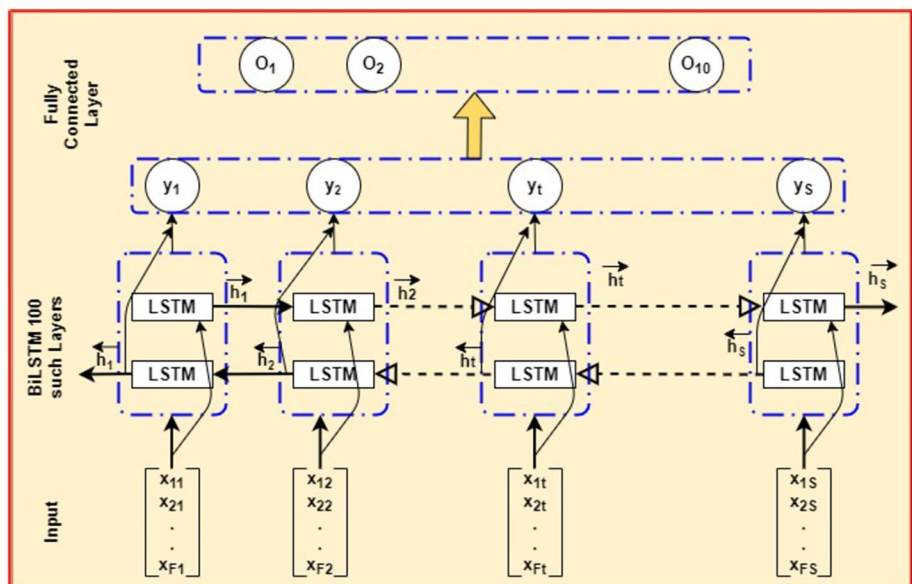 Fully
Connected
Layer
O1 O2 O10
y1 y2 yt yS
BiLSTM 100
such Layers
LSTM h1 LSTM h2 LSTM ht LSTM hS
h1 LSTM h2 LSTM ht LSTM hS LSTM
Input
x11 x12 x1t x1S
x21 x22 x2t x2S
. . . .
. . . .
xF1 xF2 xFt xFS